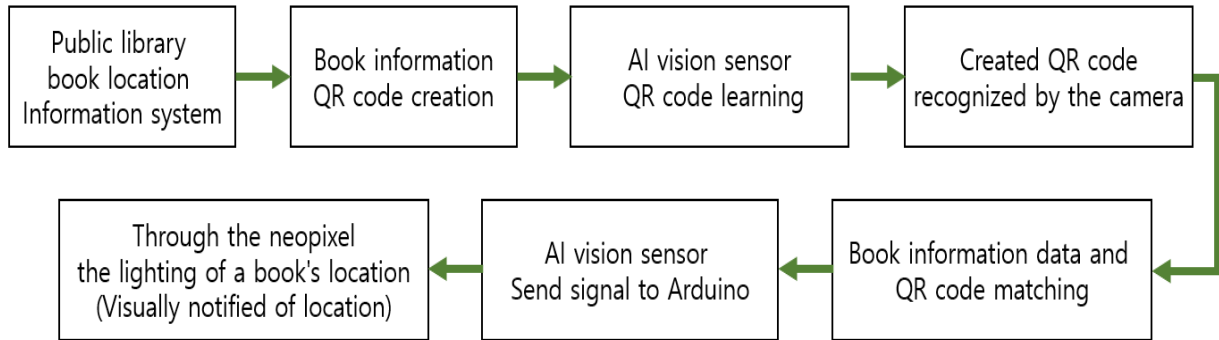 Public library
book location
Information system
Book information
QR code creation
AI vision sensor
QR code learning
Created QR code
recognized by the camera
Book information data and
QR code matching
AI vision sensor
Send signal to Arduino
Through the neopixel
the lighting of a book's location
(Visually notified of location)